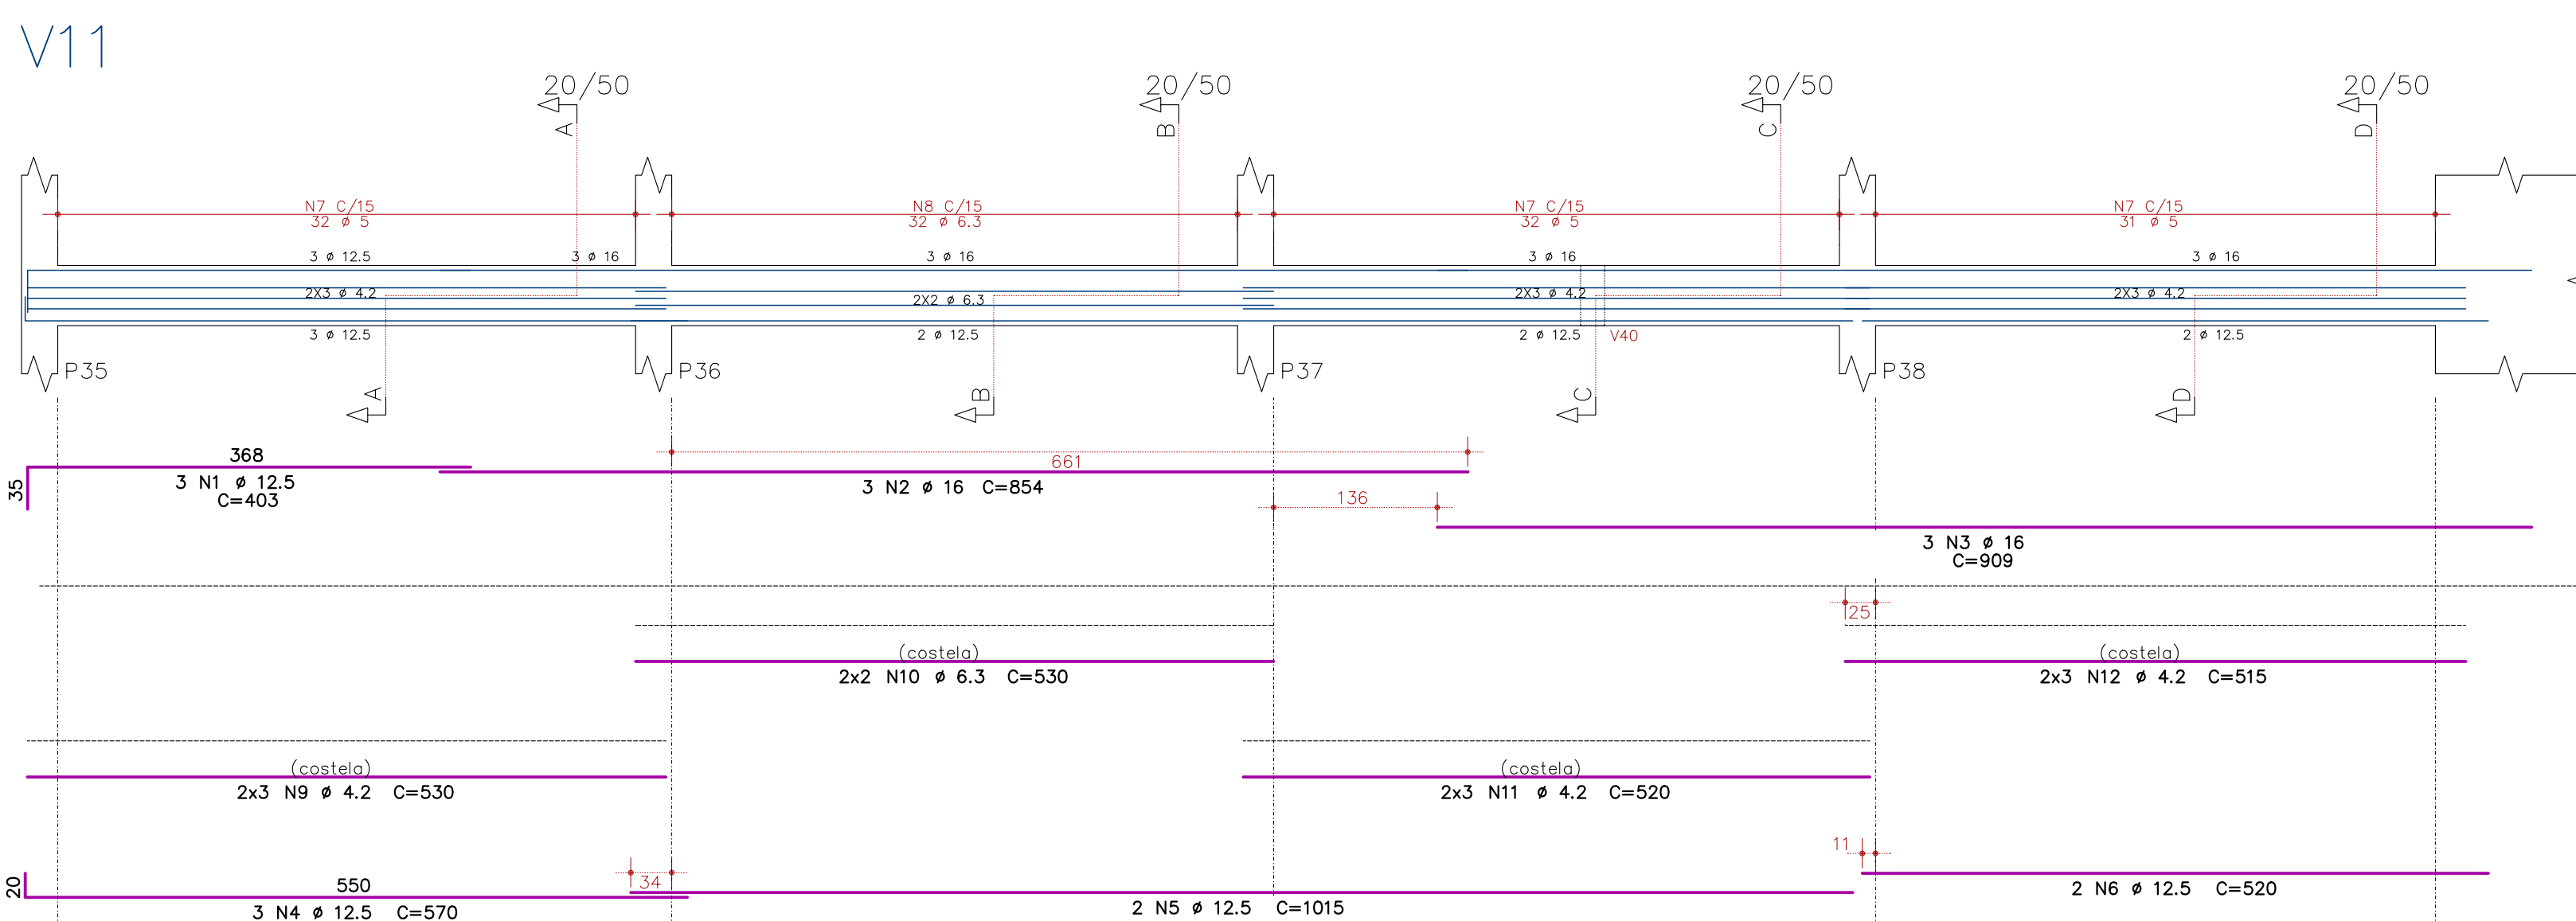 V11
20/50 20/50 20/50 20/50
A B C D
N7 C/15 N8 C/15 N7 C/15 N7 C/15
32 ø 5 32 ø 6.3 32 ø 5 31 ø 5
3 ø 12.5 3 ø 16 3 ø 16 3 ø 16 3 ø 16
2X3 ø 4.2 2X2 ø 6.3 2X3 ø 4.2 2X3 ø 4.2
3 ø 12.5 2 ø 12.5 2 ø 12.5 V40 2 ø 12.5
P35 P36 P37 P38
A B C D
368 661
35 3 N1 ø 12.5 3 N2 ø 16 C=854
C=403 136
3 N3 ø 16
C=909
25
(costela) (costela)
2x2 N10 ø 6.3 C=530 2x3 N12 ø 4.2 C=515
(costela) (costela)
2x3 N9 ø 4.2 C=530 2x3 N11 ø 4.2 C=520
11
20 550 34 2 N6 ø 12.5 C=520
3 N4 ø 12.5 C=570 2 N5 ø 12.5 C=1015